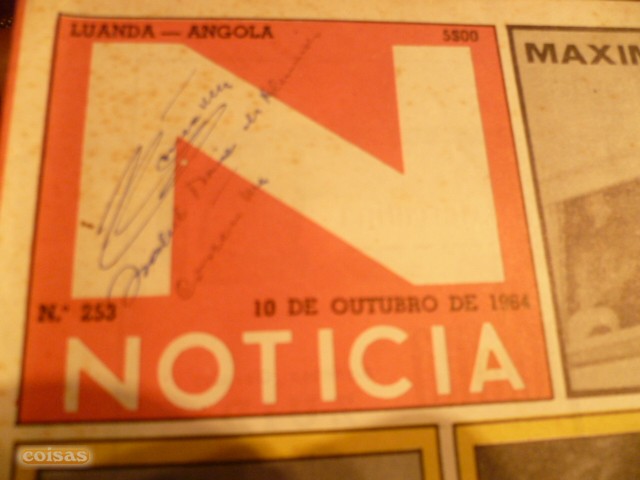 LUANDA — ANGOLA 5$00
MAXIM
N
N.º 253 10 DE OUTUBRO DE 1964
NOTICIA
coisas